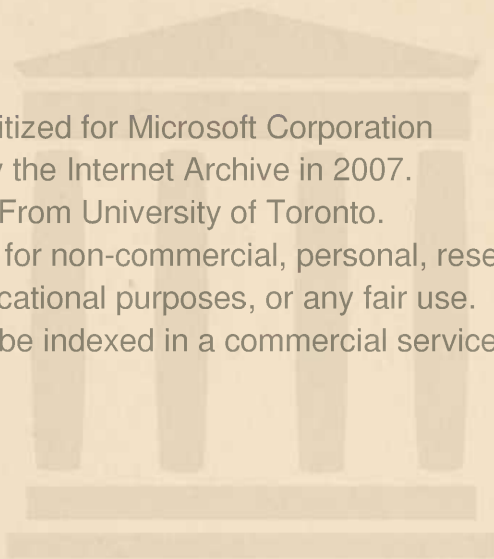 itized for Microsoft Corporation
the Internet Archive in 2007.
From University of Toronto.
for non-commercial, personal, rese
cational purposes, or any fair use.
be indexed in a commercial service